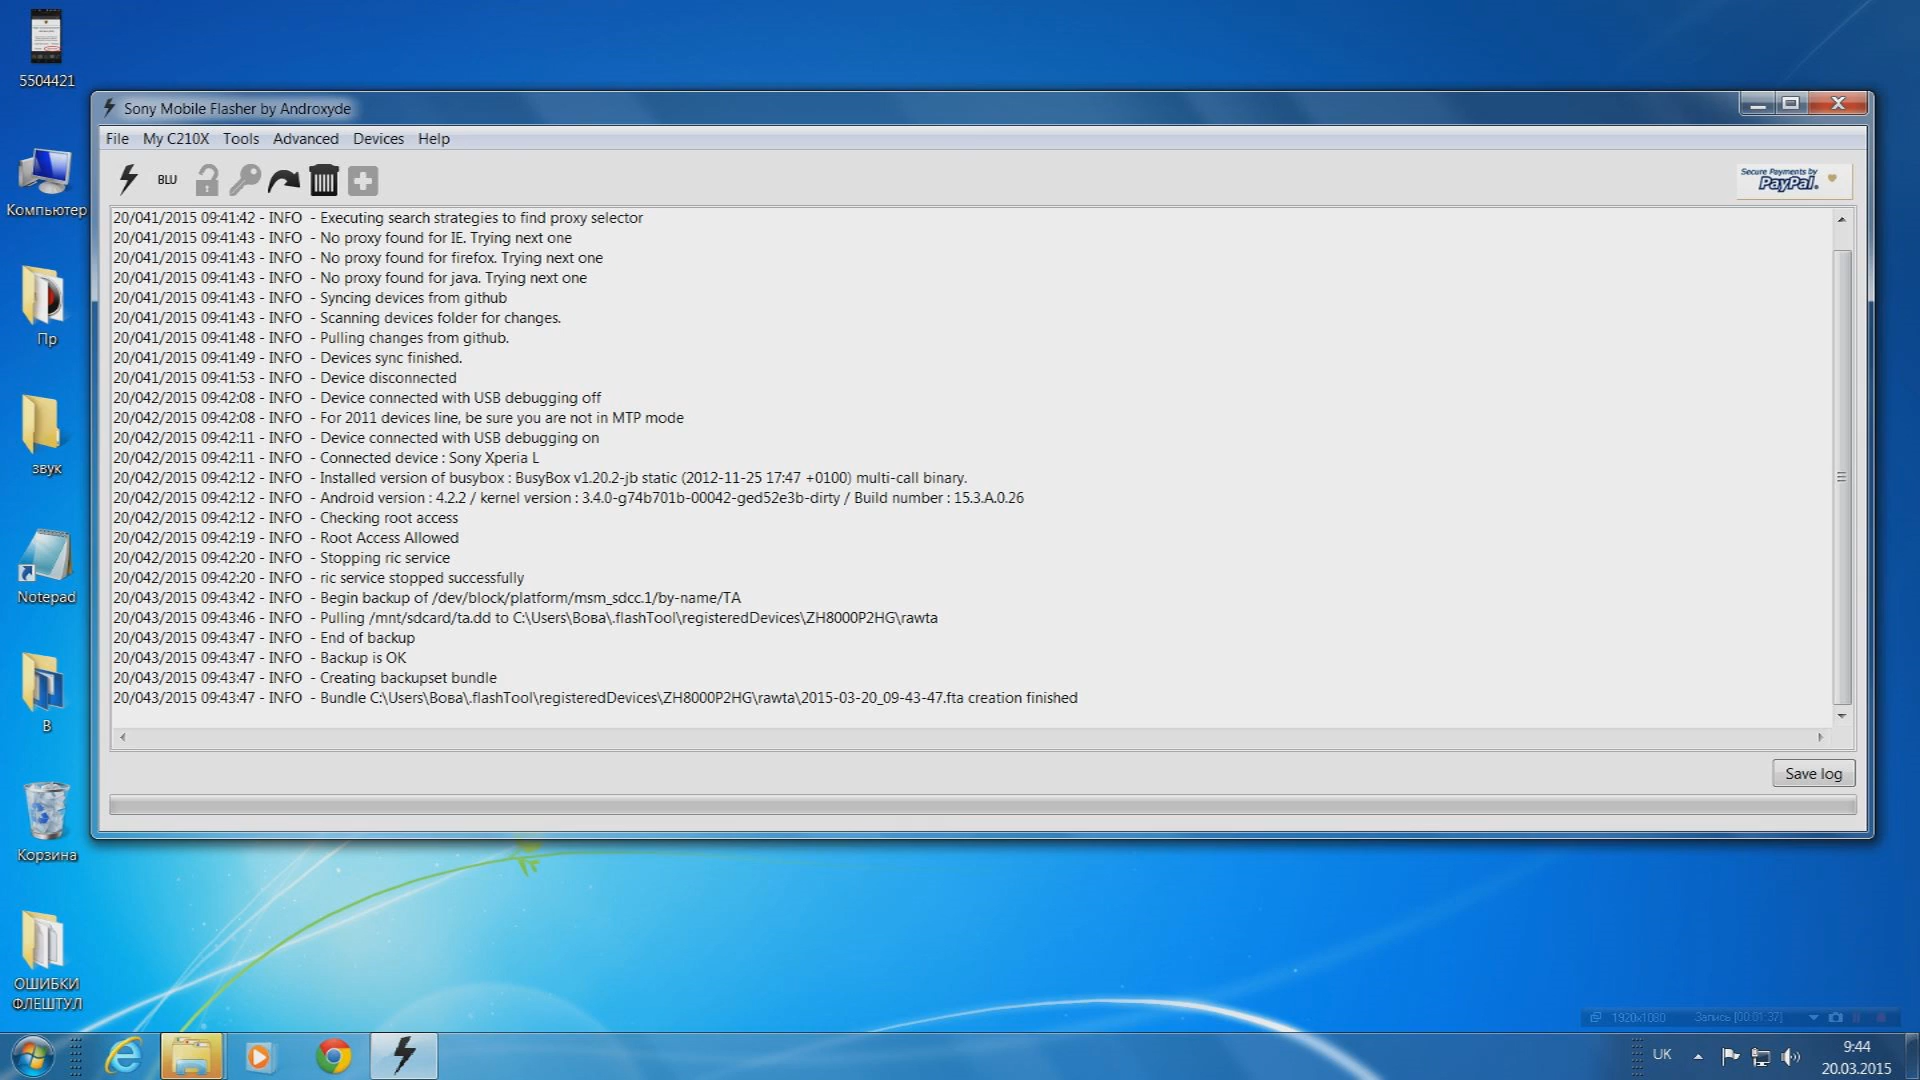 5504421
Компьютер
Пр
звук
Notepad
В
Корзина
ОШИБКИ
ФЛЕШТУЛ
Sony Mobile Flasher by Androxyde
File My C210X Tools Advanced Devices Help
BLU
Secure Payments by
PayPal.
20/041/2015 09:41:42 - INFO - Executing search strategies to find proxy selector
20/041/2015 09:41:43 - INFO - No proxy found for IE. Trying next one
20/041/2015 09:41:43 - INFO - No proxy found for firefox. Trying next one
20/041/2015 09:41:43 - INFO - No proxy found for java. Trying next one
20/041/2015 09:41:43 - INFO - Syncing devices from github
20/041/2015 09:41:43 - INFO - Scanning devices folder for changes.
20/041/2015 09:41:48 - INFO - Pulling changes from github.
20/041/2015 09:41:49 - INFO - Devices sync finished.
20/041/2015 09:41:53 - INFO - Device disconnected
20/042/2015 09:42:08 - INFO - Device connected with USB debugging off
20/042/2015 09:42:08 - INFO - For 2011 devices line, be sure you are not in MTP mode
20/042/2015 09:42:11 - INFO - Device connected with USB debugging on
20/042/2015 09:42:11 - INFO - Connected device : Sony Xperia L
20/042/2015 09:42:12 - INFO - Installed version of busybox : BusyBox v1.20.2-jb static (2012-11-25 17:47 +0100) multi-call binary.
20/042/2015 09:42:12 - INFO - Android version : 4.2.2 / kernel version : 3.4.0-g74b701b-00042-ged52e3b-dirty / Build number : 15.3.A.0.26
20/042/2015 09:42:12 - INFO - Checking root access
20/042/2015 09:42:19 - INFO - Root Access Allowed
20/042/2015 09:42:20 - INFO - Stopping ric service
20/042/2015 09:42:20 - INFO - ric service stopped successfully
20/043/2015 09:43:42 - INFO - Begin backup of /dev/block/platform/msm_sdcc.1/by-name/TA
20/043/2015 09:43:46 - INFO - Pulling /mnt/sdcard/ta.dd to C:\Users\Вова\.flashTool\registeredDevices\ZH8000P2HG\rawta
20/043/2015 09:43:47 - INFO - End of backup
20/043/2015 09:43:47 - INFO - Backup is OK
20/043/2015 09:43:47 - INFO - Creating backupset bundle
20/043/2015 09:43:47 - INFO - Bundle C:\Users\Вова\.flashTool\registeredDevices\ZH8000P2HG\rawta\2015-03-20_09-43-47.fta creation finished
Save log
1920x1080 Запись [00:01:37]
UK
9:44
20.03.2015